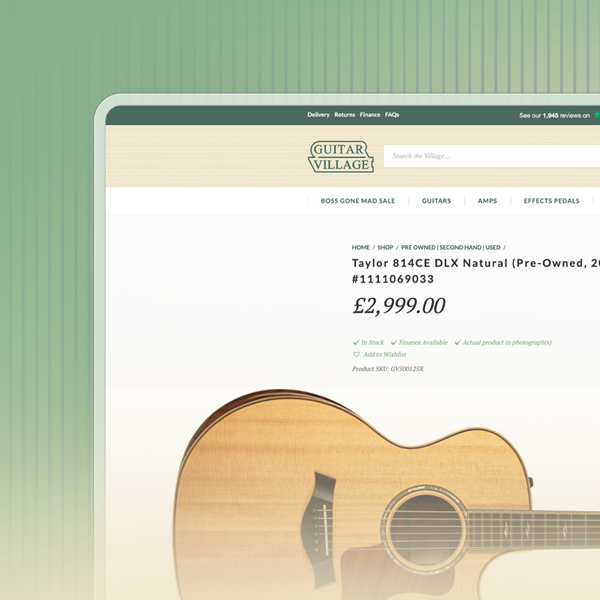 Delivery · Returns · Finance · FAQs
See our 1,945 reviews on
GUITAR
VILLAGE
Search the Village...
BOSS GONE MAD SALE
GUITARS
AMPS
EFFECTS PEDALS
HOME / SHOP / PRE OWNED | SECOND HAND | USED /
Taylor 814CE DLX Natural (Pre-Owned,
#1111069033
£2,999.00
In Stock Finance Available Actual product in photograph(s)
Add to Wishlist
Product SKU: GV500125X